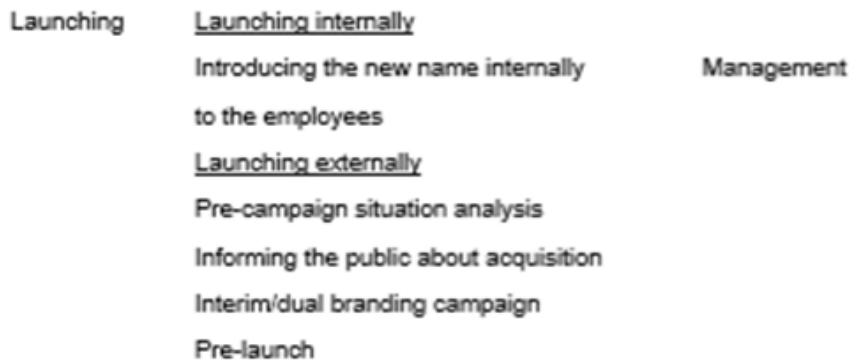 Launching Launching internally
Introducing the new name internally Management
to the employees
Launching externally
Pre-campaign situation analysis
Informing the public about acquisition
Interim/dual branding campaign
Pre-launch